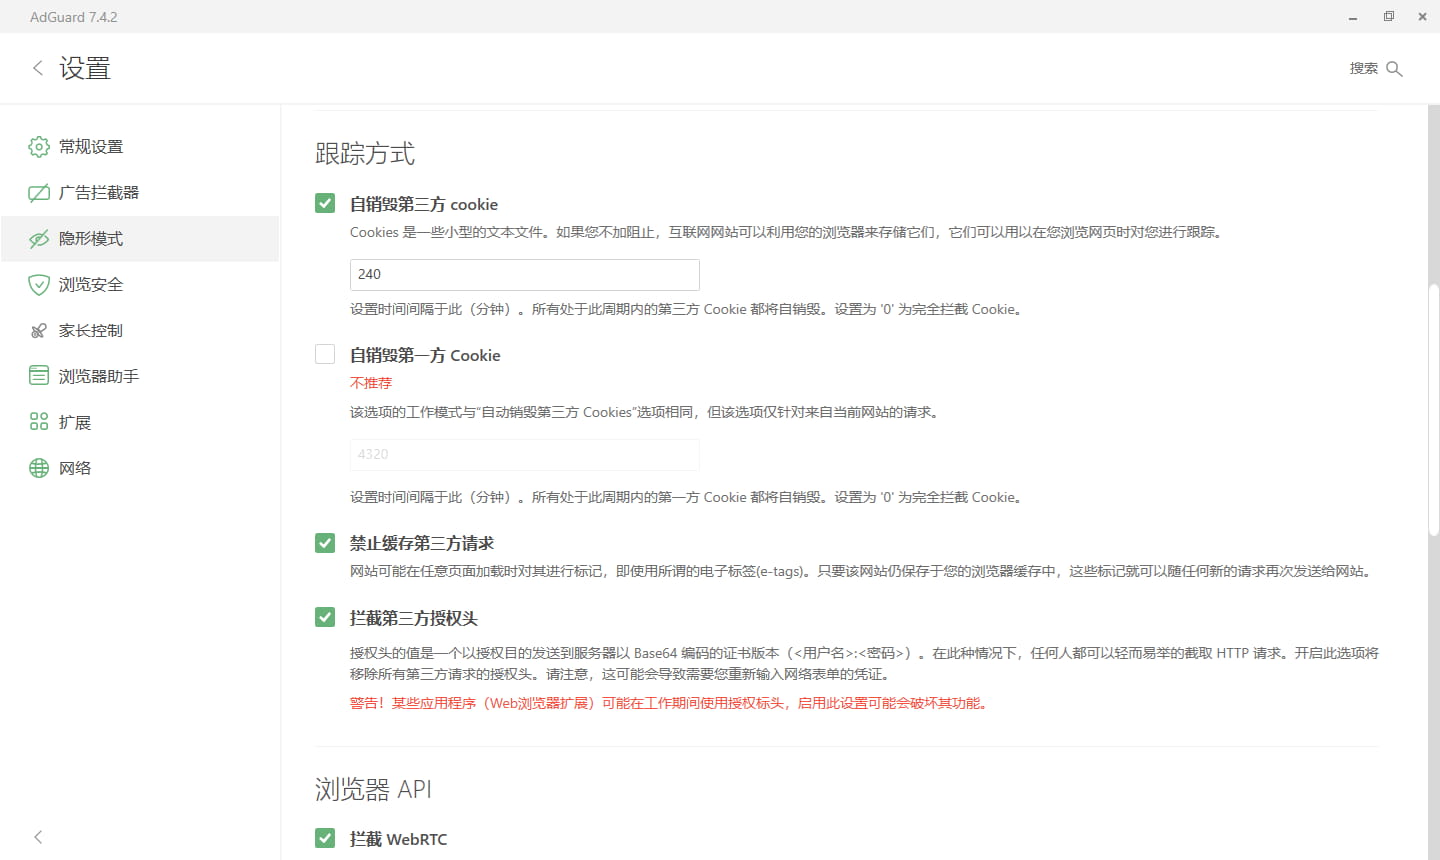 AdGuard 7.4.2
设置
搜索
常规设置
广告拦截器
隐形模式
浏览安全
家长控制
浏览器助手
扩展
网络
跟踪方式
自销毁第三方 cookie
Cookies 是一些小型的文本文件。如果您不加阻止，互联网网站可以利用您的浏览器来存储它们，它们可以用以在您浏览网页时对您进行跟踪。
240
设置时间间隔于此（分钟）。所有处于此周期内的第三方 Cookie 都将自销毁。设置为 '0' 为完全拦截 Cookie。
自销毁第一方 Cookie
不推荐
该选项的工作模式与“自动销毁第三方 Cookies”选项相同，但该选项仅针对来自当前网站的请求。
4320
设置时间间隔于此（分钟）。所有处于此周期内的第一方 Cookie 都将自销毁。设置为 '0' 为完全拦截 Cookie。
禁止缓存第三方请求
网站可能在任意页面加载时对其进行标记，即使用所谓的电子标签(e-tags)。只要该网站仍保存于您的浏览器缓存中，这些标记就可以随任何新的请求再次发送给网站。
拦截第三方授权头
授权头的值是一个以授权目的发送到服务器以 Base64 编码的证书版本（<用户名>:<密码>）。在此种情况下，任何人都可以轻而易举的截取 HTTP 请求。开启此选项将
移除所有第三方请求的授权头。请注意，这可能会导致需要您重新输入网络表单的凭证。
警告！某些应用程序（Web浏览器扩展）可能在工作期间使用授权标头，启用此设置可能会破坏其功能。
浏览器 API
拦截 WebRTC